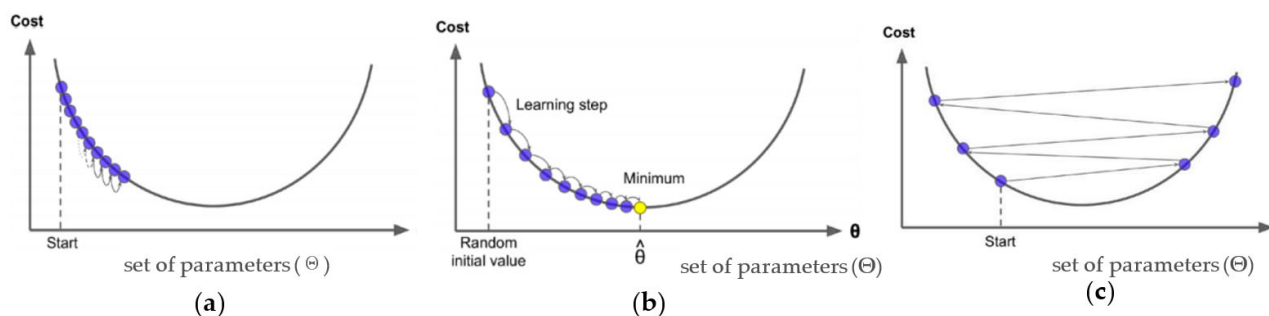 Cost
Start
set of parameters ( Θ )
(a)
Cost
Learning step
Minimum
Random
initial value
θ̂
θ
set of parameters (Θ)
(b)
Cost
Start
set of parameters (Θ)
(c)